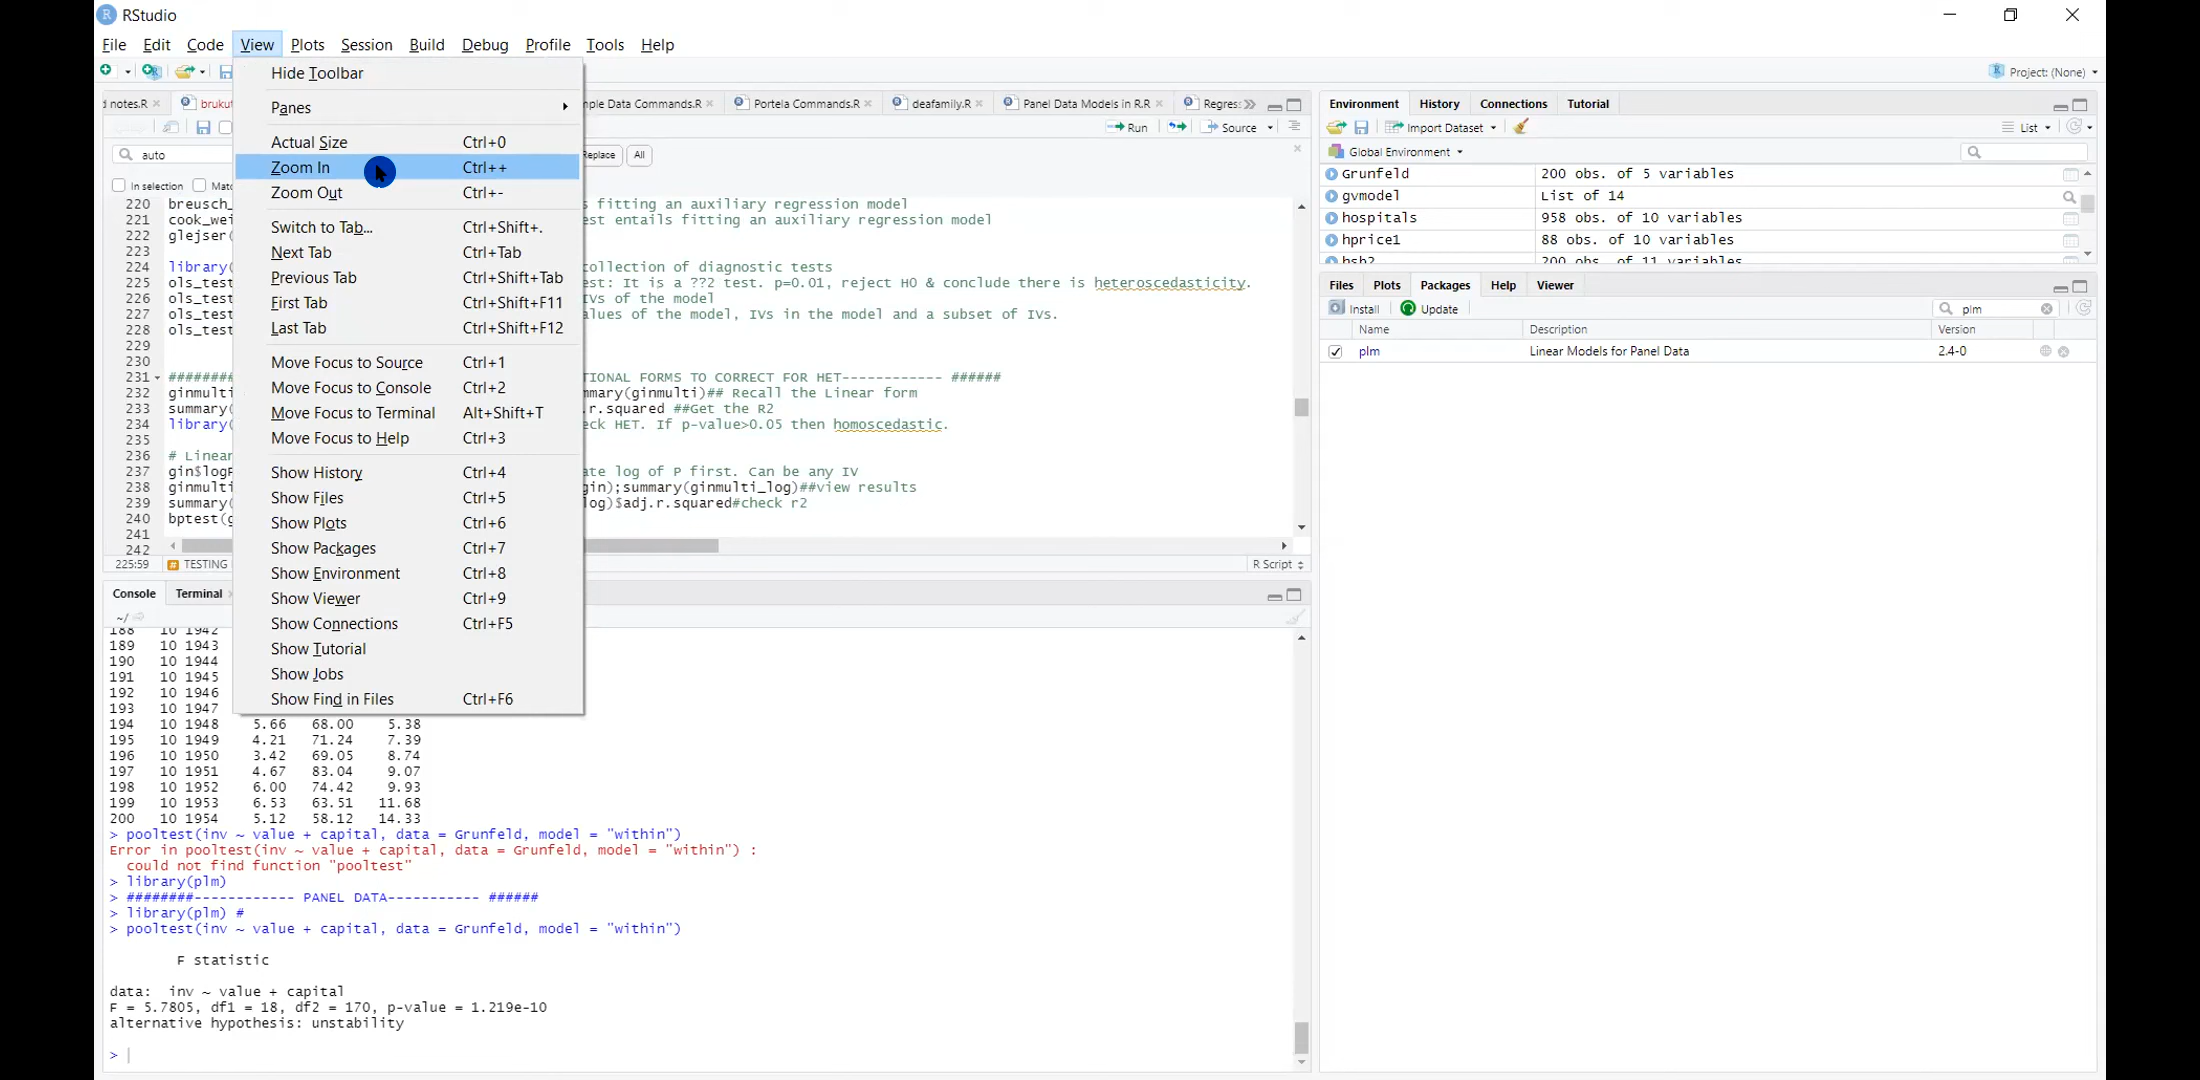 RStudio
File Edit Code View Plots Session Build Debug Profile Tools Help
Project: (None)
Hide Toolbar
Panes
Actual Size Ctrl+0
Zoom In Ctrl++
Zoom Out Ctrl+-
Switch to Tab... Ctrl+Shift+.
Next Tab Ctrl+Tab
Previous Tab Ctrl+Shift+Tab
First Tab Ctrl+Shift+F11
Last Tab Ctrl+Shift+F12
Move Focus to Source Ctrl+1
Move Focus to Console Ctrl+2
Move Focus to Terminal Alt+Shift+T
Move Focus to Help Ctrl+3
Show History Ctrl+4
Show Files Ctrl+5
Show Plots Ctrl+6
Show Packages Ctrl+7
Show Environment Ctrl+8
Show Viewer Ctrl+9
Show Connections Ctrl+F5
Show Tutorial
Show Jobs
Show Find in Files Ctrl+F6
d notes.R brukut ple Data Commands.R Portela Commands.R deafamily.R Panel Data Models in R.R Regres:
Run Source
auto Replace All
In selection Matc
220 breusch_ s fitting an auxiliary regression model
221 cook_wei est entails fitting an auxiliary regression model
222 glejser(
223
224 library( collection of diagnostic tests
225 ols_test est: It is a ??2 test. p=0.01, reject H0 & conclude there is heteroscedasticity.
226 ols_test IVs of the model
227 ols_test alues of the model, IVs in the model and a subset of IVs.
228 ols_test
229
230
231 ######## TIONAL FORMS TO CORRECT FOR HET------------ ######
232 ginmulti mmary(ginmulti)## Recall the Linear form
233 summary( .r.squared ##Get the R2
234 library( eck HET. If p-value>0.05 then homoscedastic.
235
236 # Linear
237 gin$logP ate log of P first. Can be any IV
238 ginmulti gin);summary(ginmulti_log)##view results
239 summary( log)$adj.r.squared#check r2
240 bptest(g
241
242
225:59 TESTING R Script
Console Terminal
~/
188 10 1942
189 10 1943
190 10 1944
191 10 1945
192 10 1946
193 10 1947
194 10 1948 5.66 68.00 5.38
195 10 1949 4.21 71.24 7.39
196 10 1950 3.42 69.05 8.74
197 10 1951 4.67 83.04 9.07
198 10 1952 6.00 74.42 9.93
199 10 1953 6.53 63.51 11.68
200 10 1954 5.12 58.12 14.33
> pooltest(inv ~ value + capital, data = Grunfeld, model = "within")
Error in pooltest(inv ~ value + capital, data = Grunfeld, model = "within") :
could not find function "pooltest"
> library(plm)
> ########------------ PANEL DATA----------- ######
> library(plm) #
> pooltest(inv ~ value + capital, data = Grunfeld, model = "within")
F statistic
data: inv ~ value + capital
F = 5.7805, df1 = 18, df2 = 170, p-value = 1.219e-10
alternative hypothesis: unstability
>
Environment History Connections Tutorial
Import Dataset List
Global Environment
Grunfeld 200 obs. of 5 variables
gvmodel List of 14
hospitals 958 obs. of 10 variables
hprice1 88 obs. of 10 variables
hsb2 200 obs. of 11 variables
Files Plots Packages Help Viewer
Install Update plm
Name Description Version
plm Linear Models for Panel Data 2.4-0